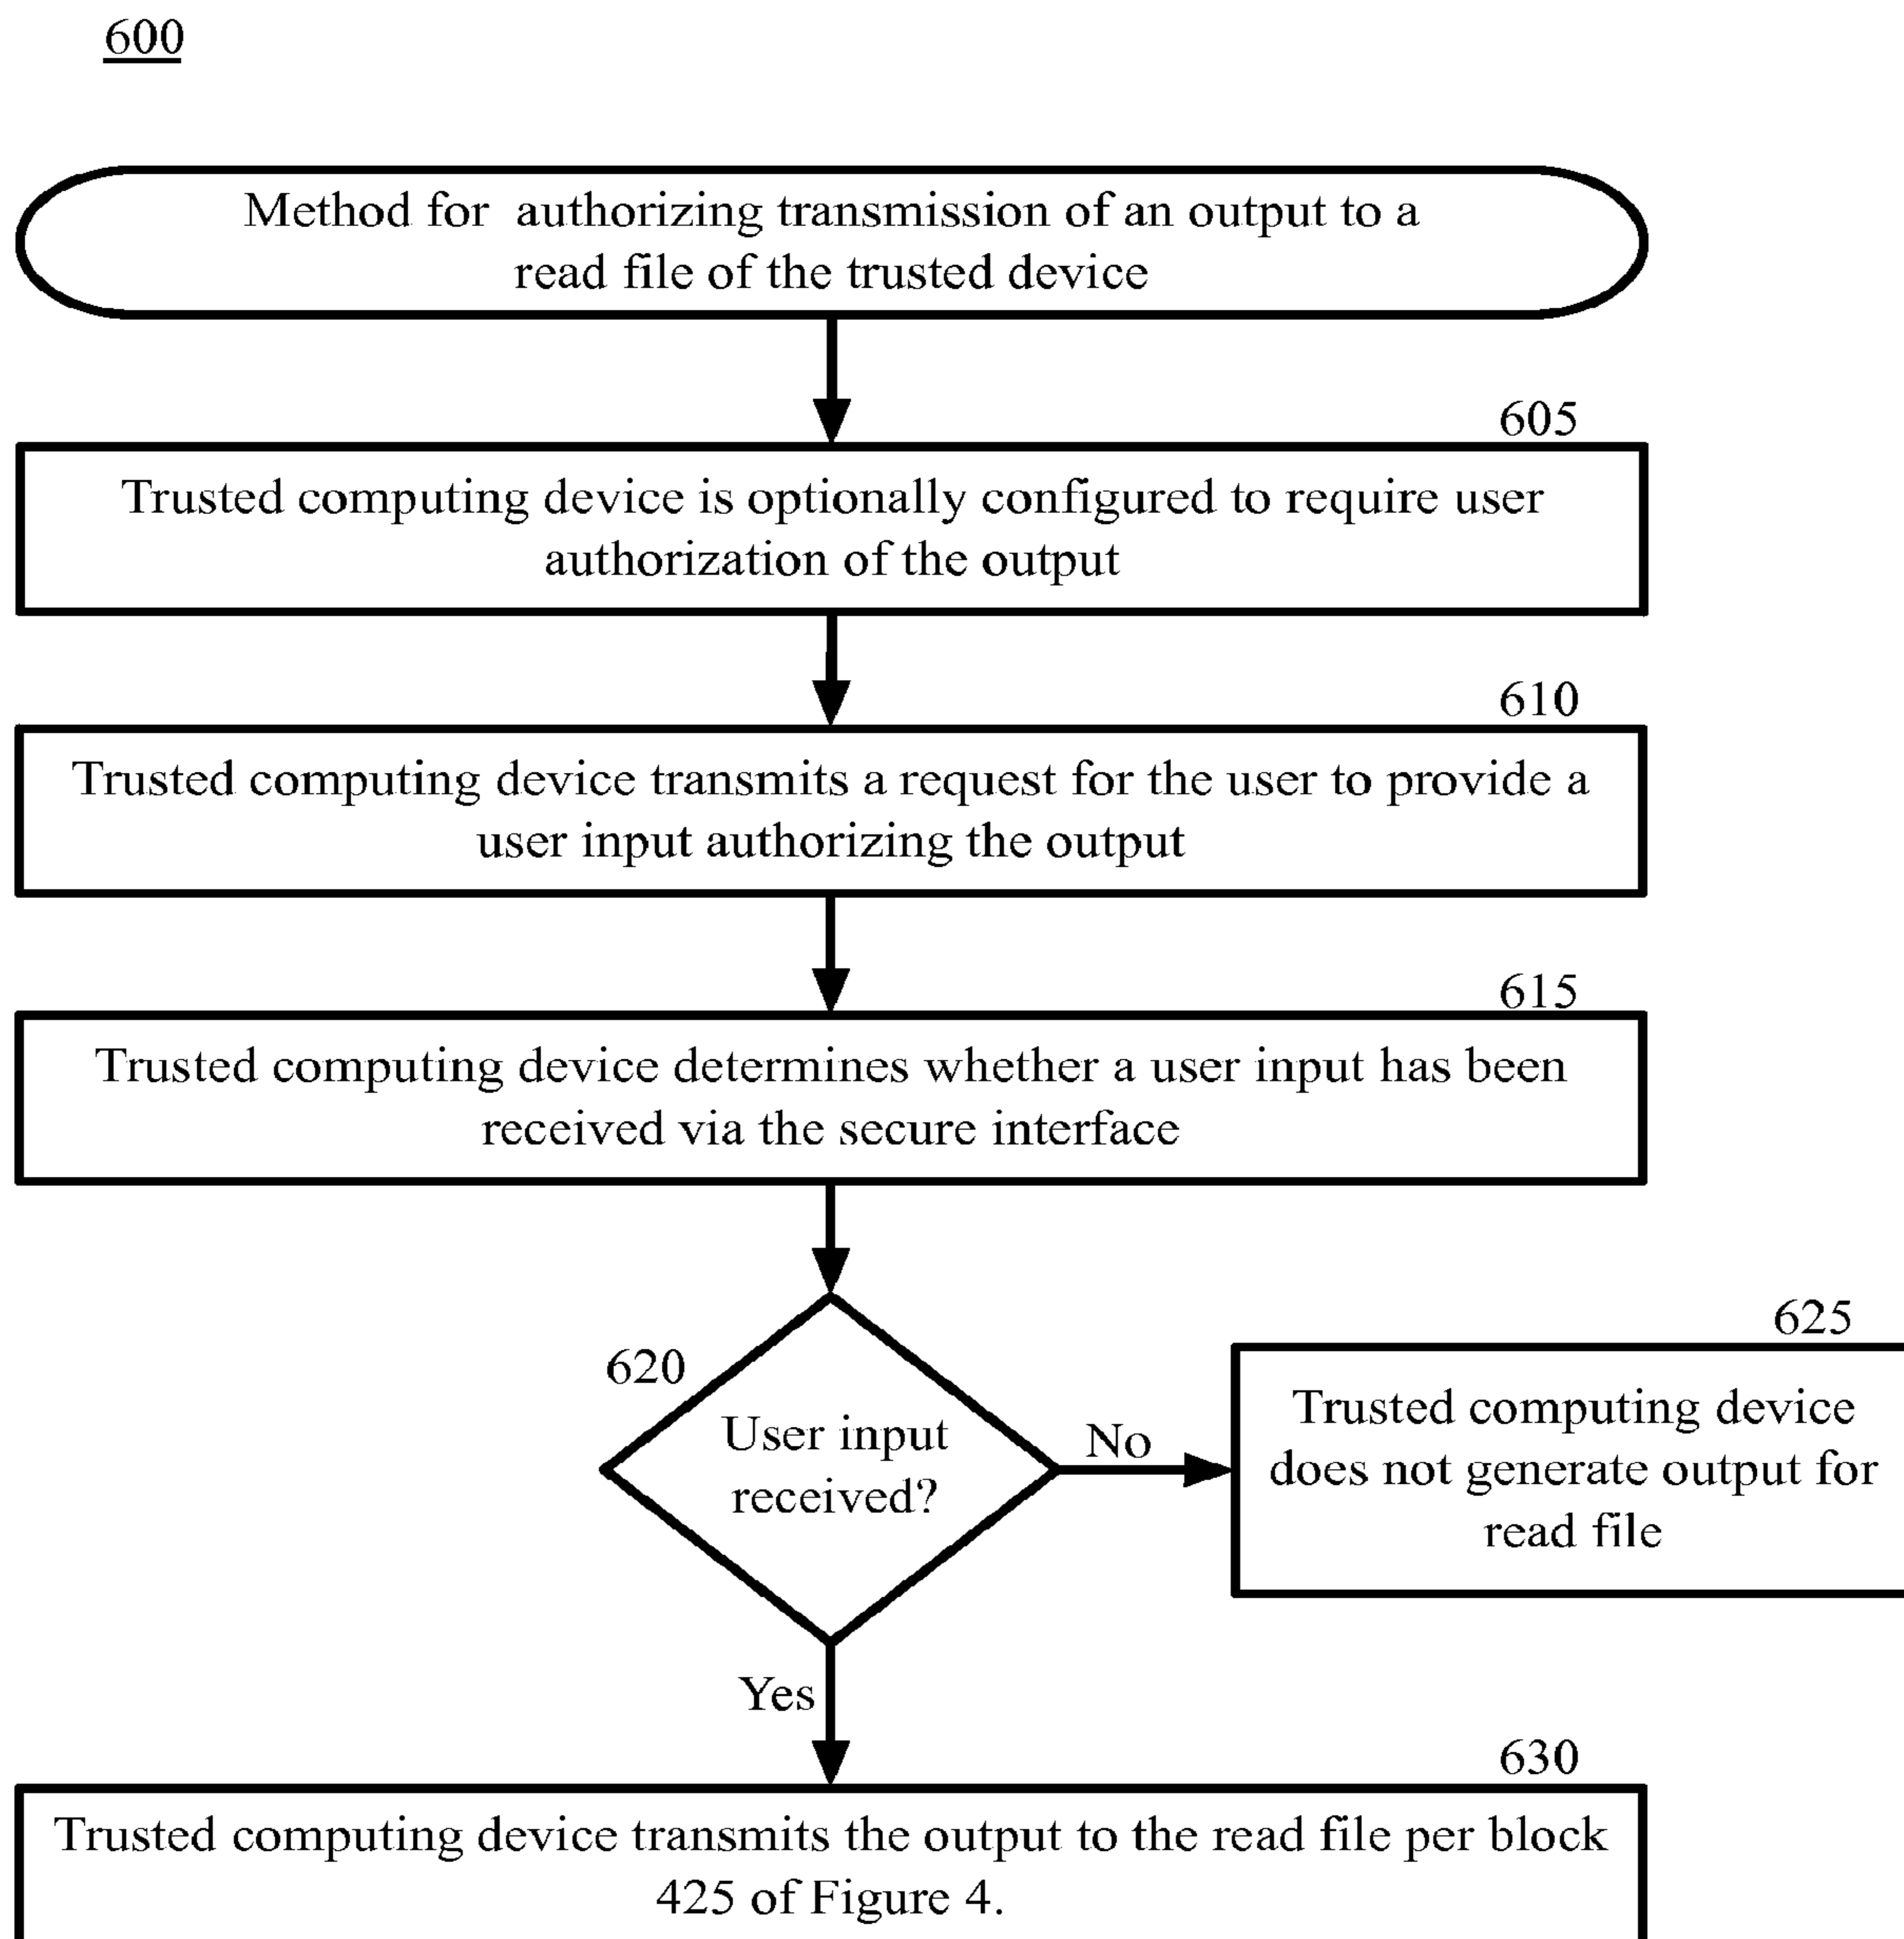 600
Method for authorizing transmission of an output to a
read file of the trusted device
605
Trusted computing device is optionally configured to require user
authorization of the output
610
Trusted computing device transmits a request for the user to provide a
user input authorizing the output
615
Trusted computing device determines whether a user input has been
received via the secure interface
620
User input
received?
No
625
Trusted computing device
does not generate output for
read file
Yes
630
Trusted computing device transmits the output to the read file per block
425 of Figure 4.